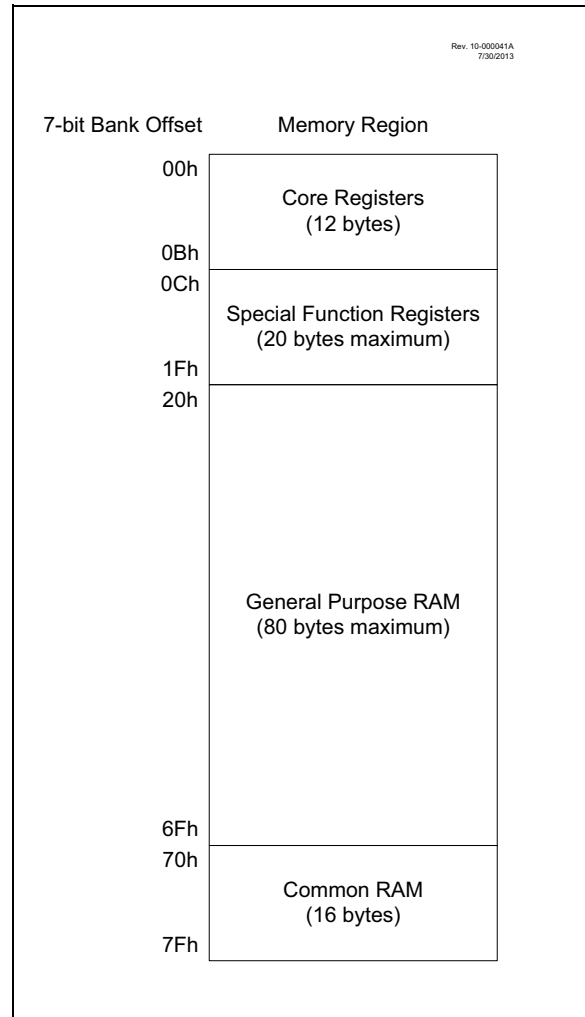 Rev. 10-000041A
7/30/2013
7-bit Bank Offset Memory Region
00h
Core Registers
(12 bytes)
0Bh
0Ch
Special Function Registers
(20 bytes maximum)
1Fh
20h
General Purpose RAM
(80 bytes maximum)
6Fh
70h
Common RAM
(16 bytes)
7Fh